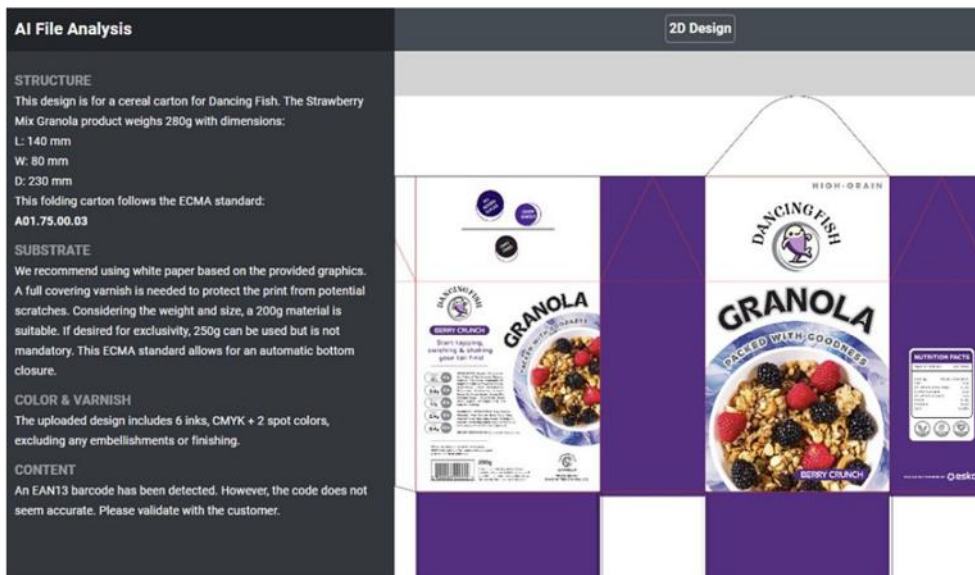 AI File Analysis
2D Design
STRUCTURE
This design is for a cereal carton for Dancing Fish. The Strawberry
Mix Granola product weighs 280g with dimensions:
L: 140 mm
W: 80 mm
D: 230 mm
This folding carton follows the ECMA standard:
A01.75.00.03
SUBSTRATE
We recommend using white paper based on the provided graphics.
A full covering varnish is needed to protect the print from potential
scratches. Considering the weight and size, a 200g material is
suitable. If desired for exclusivity, 250g can be used but is not
mandatory. This ECMA standard allows for an automatic bottom
closure.
COLOR & VARNISH
The uploaded design includes 6 inks, CMYK + 2 spot colors,
excluding any embellishments or finishing.
CONTENT
An EAN13 barcode has been detected. However, the code does not
seem accurate. Please validate with the customer.
DANCING FISH
BERRY CRUNCH
Start tapping,
swishing & shaking
your tail fins!
GRANOLA
PACKED WITH GOODNESS
280g
HIGH-GRAIN
DANCING FISH
GRANOLA
PACKED WITH GOODNESS
BERRY CRUNCH
NUTRITION FACTS
esko